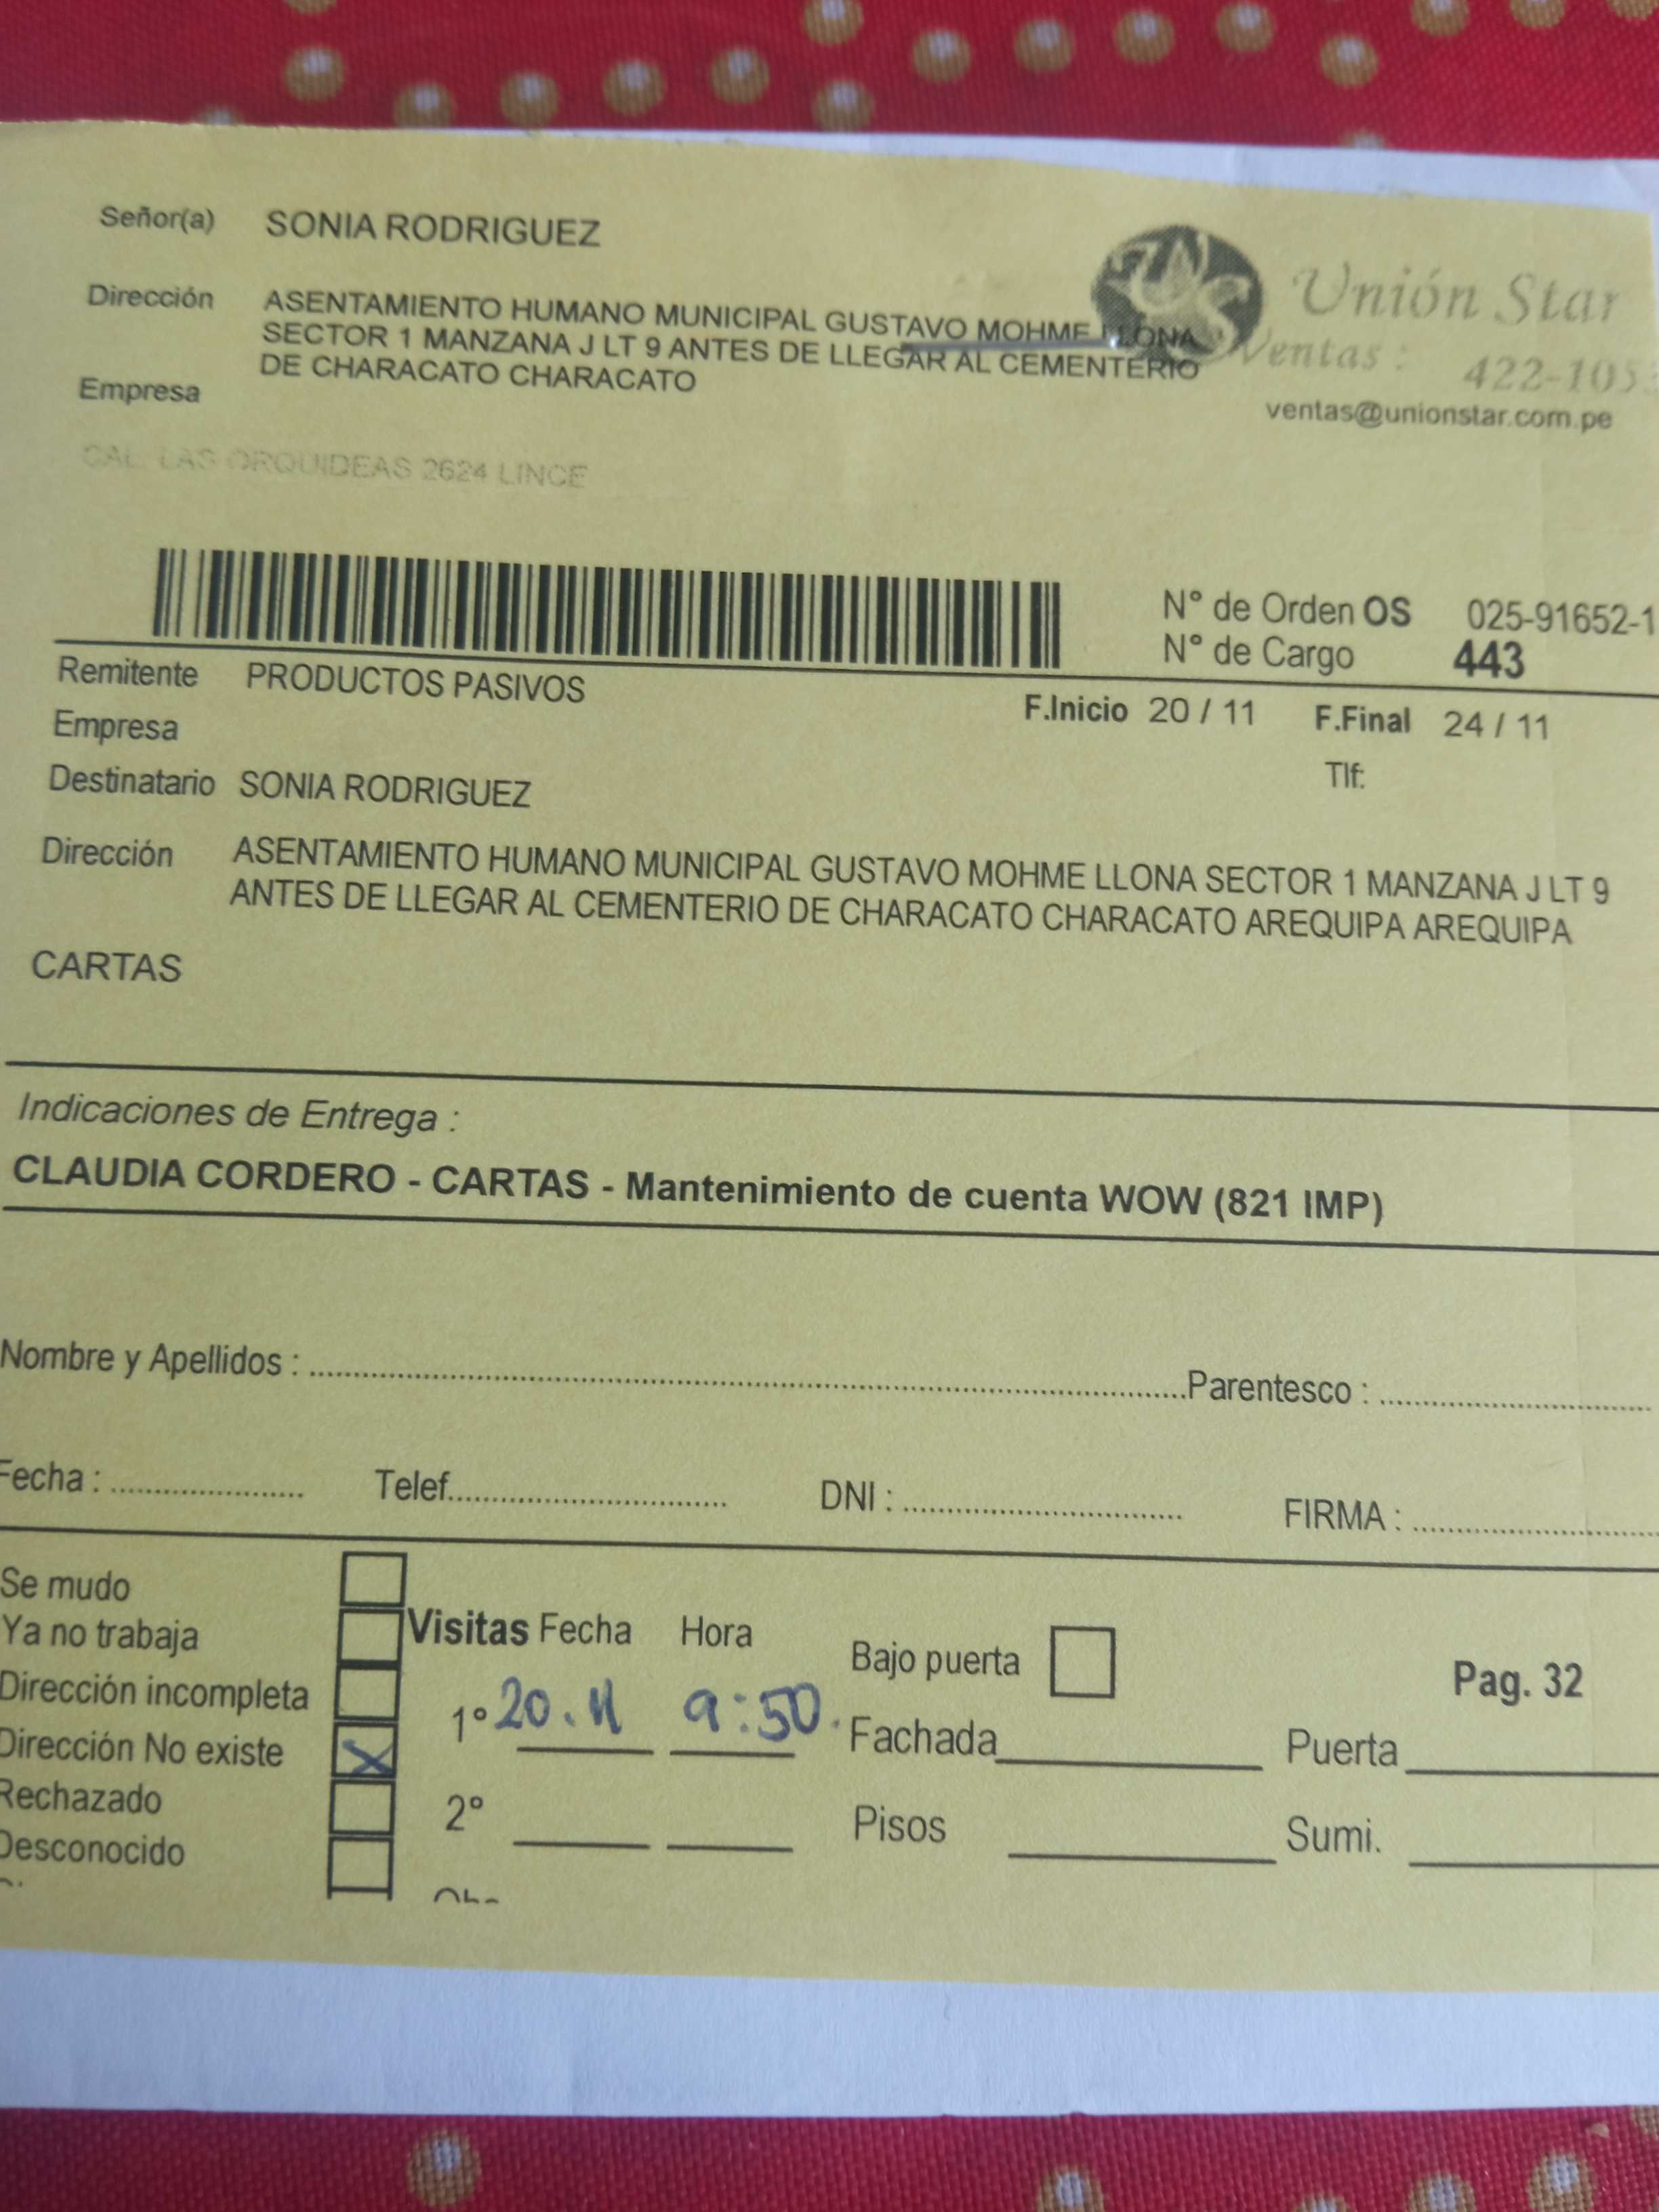 Señor(a) SONIA RODRIGUEZ
Dirección ASENTAMIENTO HUMANO MUNICIPAL GUSTAVO MOHME LLONA
SECTOR 1 MANZANA J LT 9 ANTES DE LLEGAR AL CEMENTERIO
DE CHARACATO CHARACATO
Empresa
Unión Star
Ventas : 422-105
ventas@unionstar.com.pe
CAL. LAS ORQUIDEAS 2624 LINCE
N° de Orden OS 025-91652-1
N° de Cargo 443
Remitente PRODUCTOS PASIVOS
F.Inicio 20 / 11 F.Final 24 / 11
Empresa
Tlf:
Destinatario SONIA RODRIGUEZ
Dirección ASENTAMIENTO HUMANO MUNICIPAL GUSTAVO MOHME LLONA SECTOR 1 MANZANA J LT 9
ANTES DE LLEGAR AL CEMENTERIO DE CHARACATO CHARACATO AREQUIPA AREQUIPA
CARTAS
Indicaciones de Entrega :
CLAUDIA CORDERO - CARTAS - Mantenimiento de cuenta WOW (821 IMP)
Nombre y Apellidos : Parentesco :
Fecha : Telef. DNI : FIRMA :
Se mudo
Ya no trabaja
Dirección incompleta
Dirección No existe X
Rechazado
Desconocido
Visitas Fecha Hora
1° 20.11 9:50.
2°
Bajo puerta
Fachada
Pisos
Pag. 32
Puerta
Sumi.